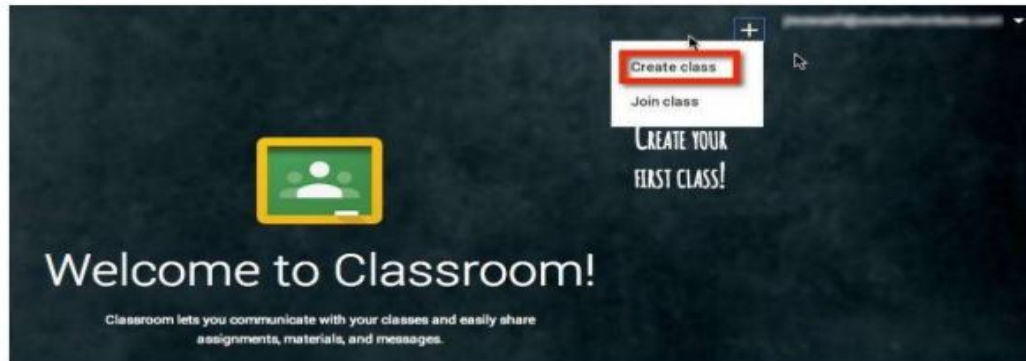 +
Create class
Join class
CREATE YOUR
FIRST CLASS!
Welcome to Classroom!
Classroom lets you communicate with your classes and easily share
assignments, materials, and messages.